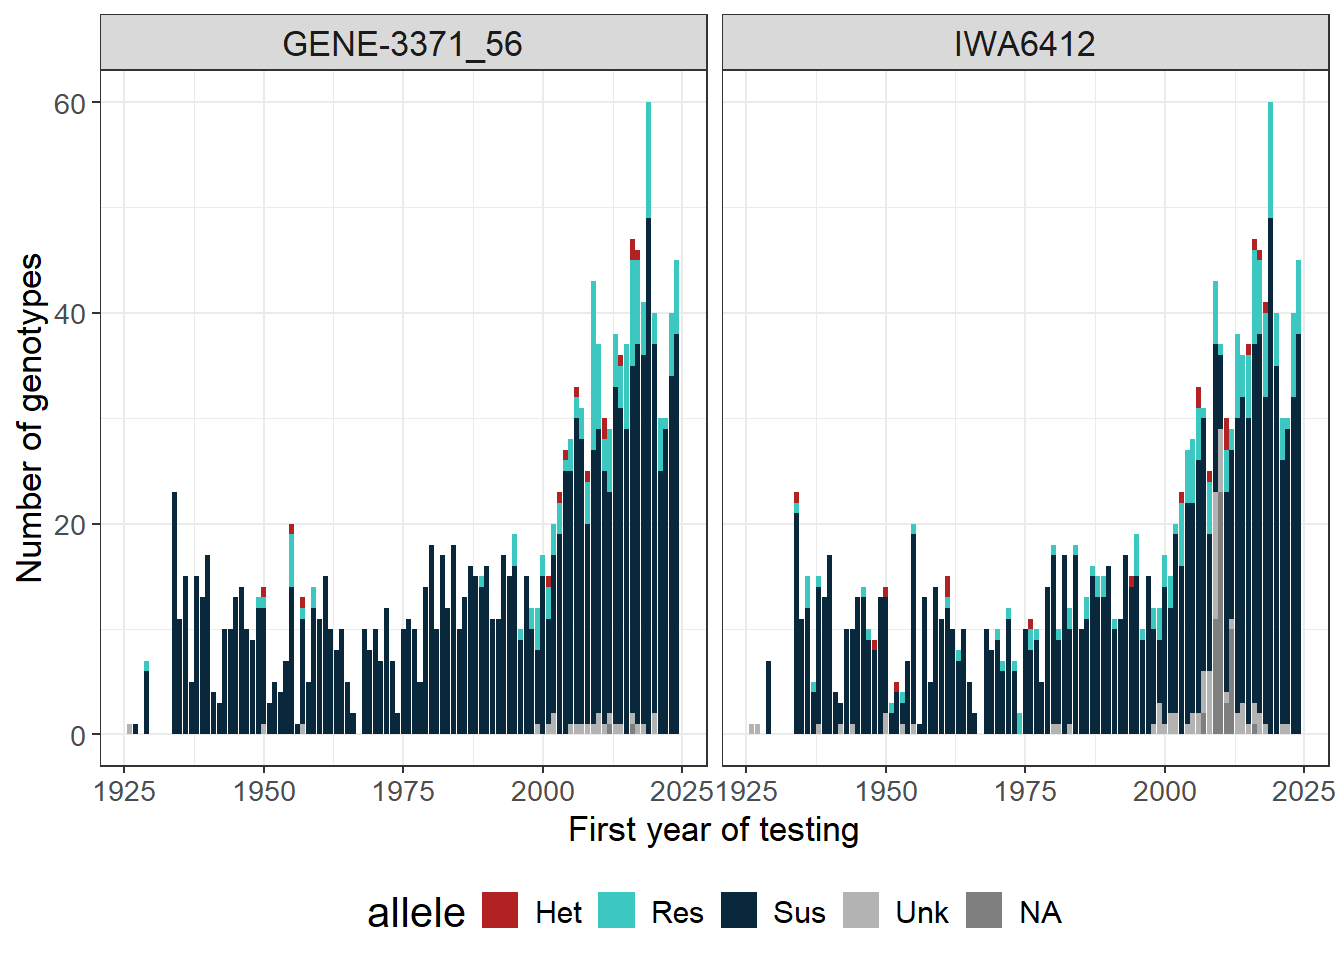 GENE-3371_56
IWA6412
Number of genotypes
60
40
20
0
1925 1950 1975 2000 2025
1925 1950 1975 2000 2025
First year of testing
allele Het Res Sus Unk NA